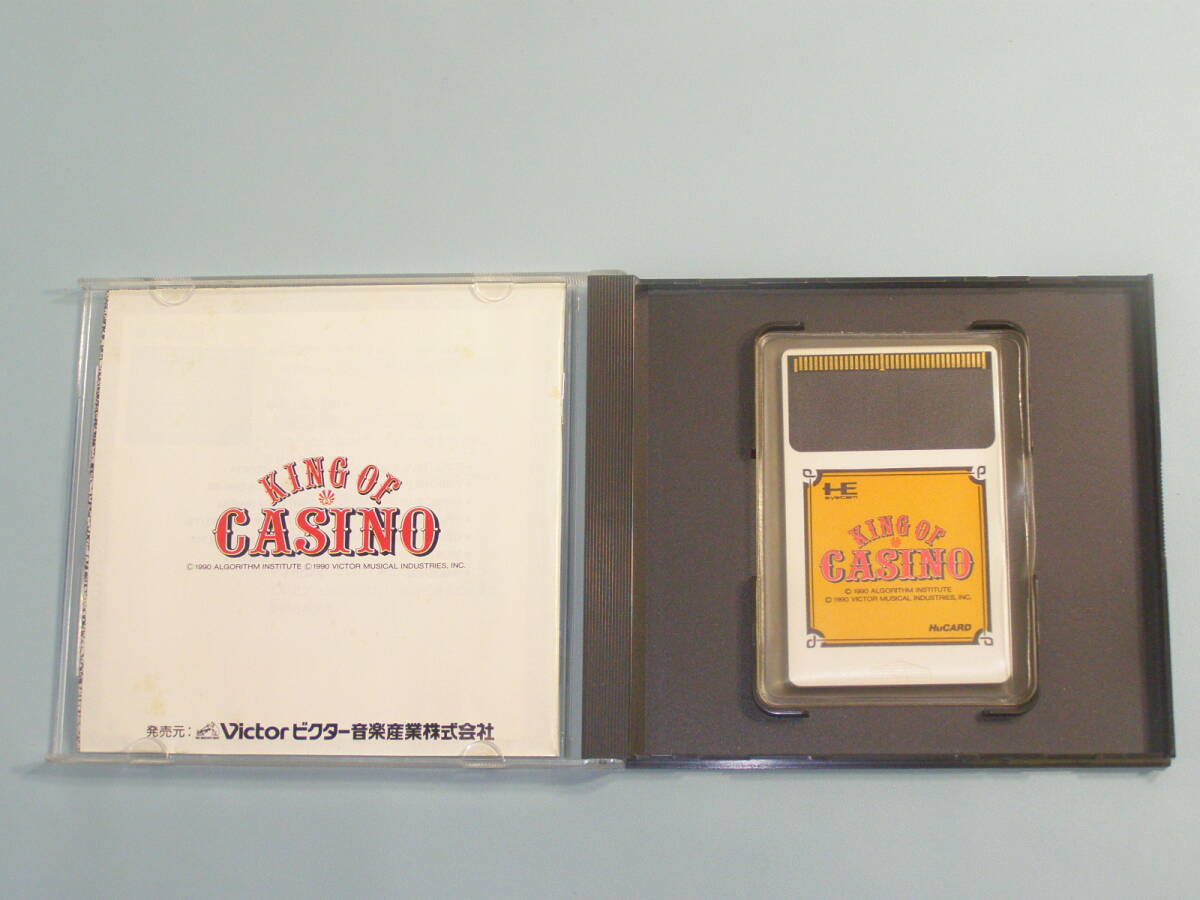 KING OF
CASINO
©1990 ALGORITHM INSTITUTE ©1990 VICTOR MUSICAL INDUSTRIES, INC.
発売元: Victor ビクター音楽産業株式会社
HE
system
KING OF
CASINO
© 1990 ALGORITHM INSTITUTE
© 1990 VICTOR MUSICAL INDUSTRIES, INC.
HuCARD